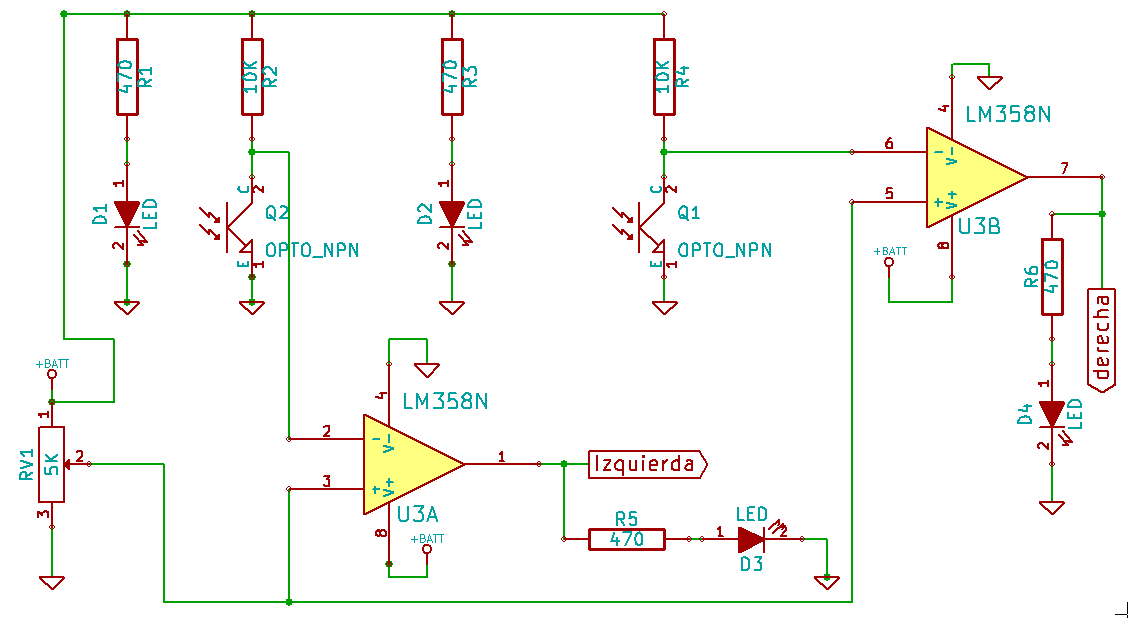 470
R1
10K
R2
470
R3
10K
R4
4
LM358N
6
-
V-
7
5
+
V+
U3B
8
+BATT
1
D1
LED
2
C
2
Q2
OPTO_NPN
E
1
1
D2
LED
2
C
2
Q1
OPTO_NPN
E
1
R6
470
derecha
1
D4
LED
2
+BATT
1
RV1
5K
2
3
4
LM358N
2
-
V-
1
3
+
V+
U3A
8
+BATT
Izquierda
R5
470
LED
1
2
D3